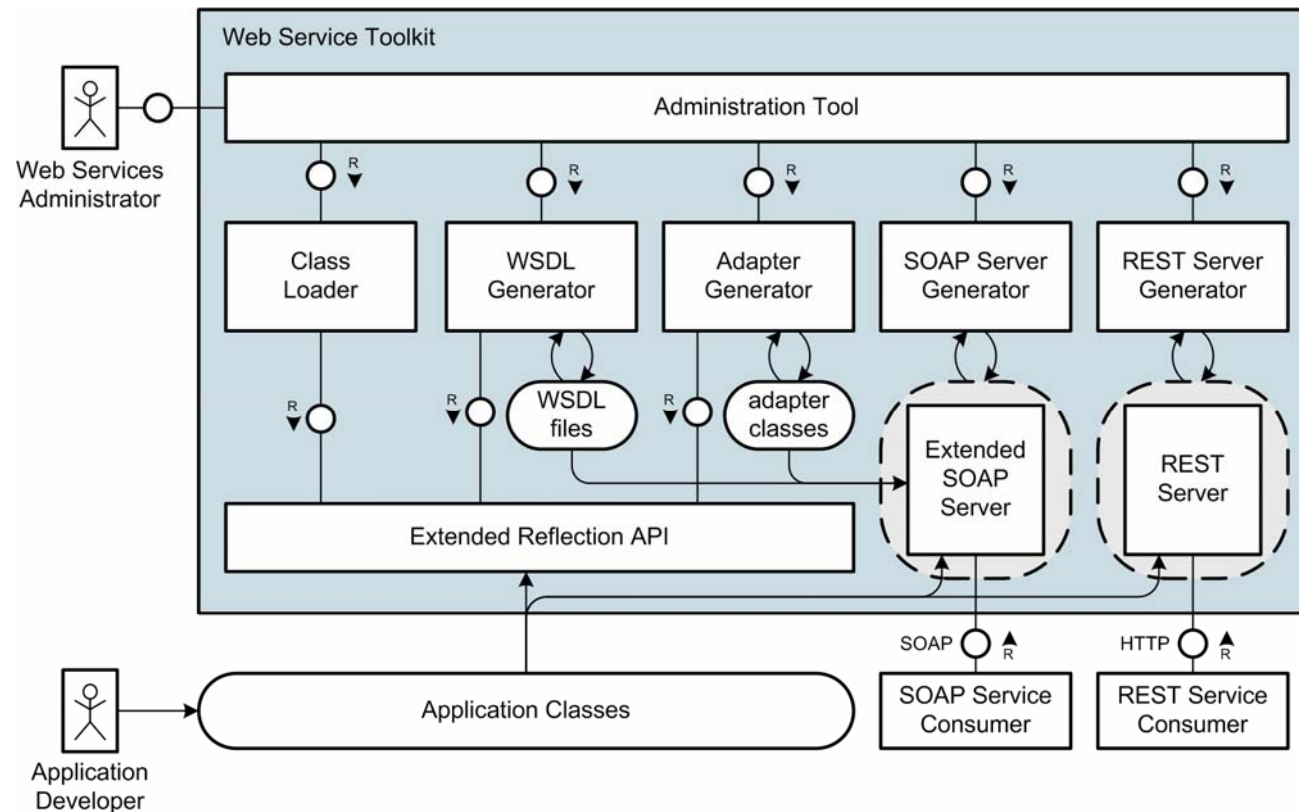 Web Service Toolkit
Administration Tool
Web Services
Administrator
R
R
R
R
R
Class
Loader
WSDL
Generator
Adapter
Generator
SOAP Server
Generator
REST Server
Generator
R
R
WSDL
files
R
adapter
classes
Extended
SOAP
Server
REST
Server
Extended Reflection API
SOAP
R
HTTP
R
Application Classes
SOAP Service
Consumer
REST Service
Consumer
Application
Developer